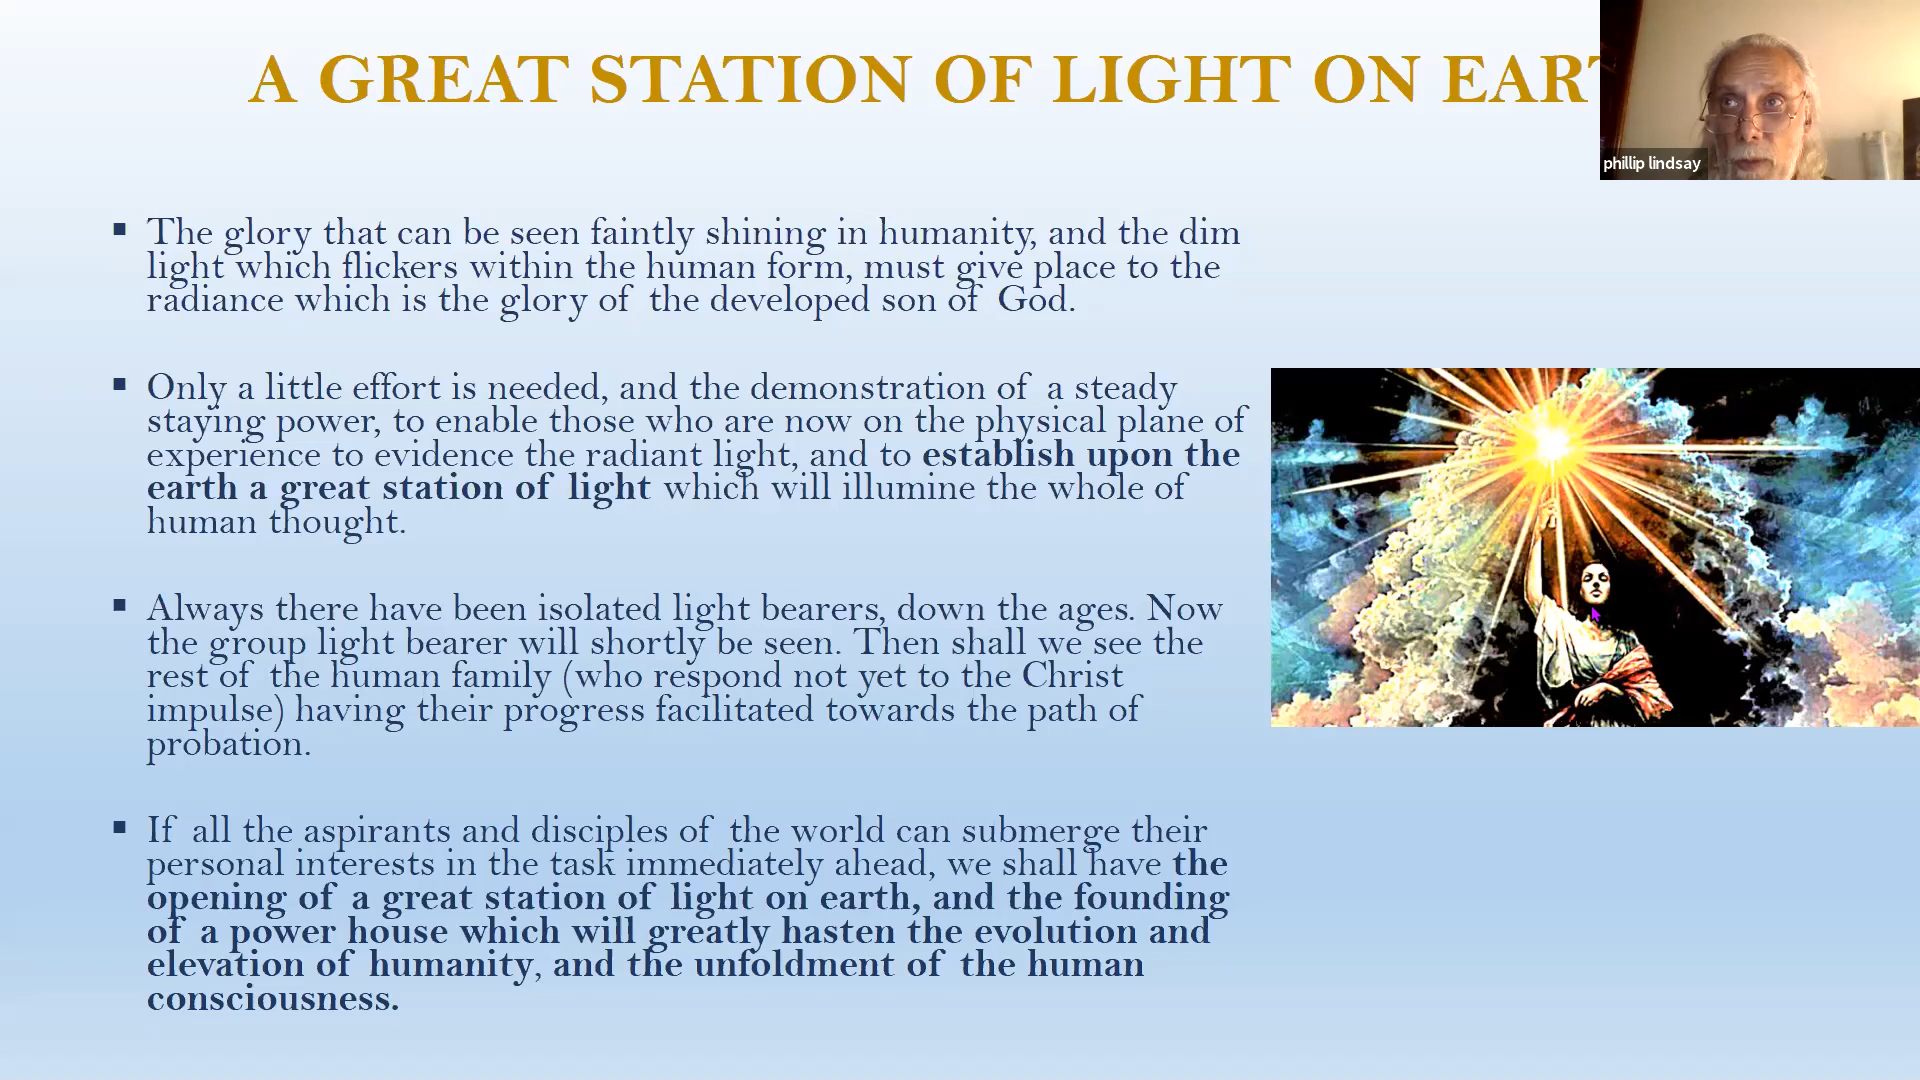 A GREAT STATION OF LIGHT ON EART
phillip lindsay
▪ The glory that can be seen faintly shining in humanity, and the dim
light which flickers within the human form, must give place to the
radiance which is the glory of the developed son of God.
▪ Only a little effort is needed, and the demonstration of a steady
staying power, to enable those who are now on the physical plane of
experience to evidence the radiant light, and to establish upon the
earth a great station of light which will illumine the whole of
human thought.
▪ Always there have been isolated light bearers, down the ages. Now
the group light bearer will shortly be seen. Then shall we see the
rest of the human family (who respond not yet to the Christ
impulse) having their progress facilitated towards the path of
probation.
▪ If all the aspirants and disciples of the world can submerge their
personal interests in the task immediately ahead, we shall have the
opening of a great station of light on earth, and the founding
of a power house which will greatly hasten the evolution and
elevation of humanity, and the unfoldment of the human
consciousness.